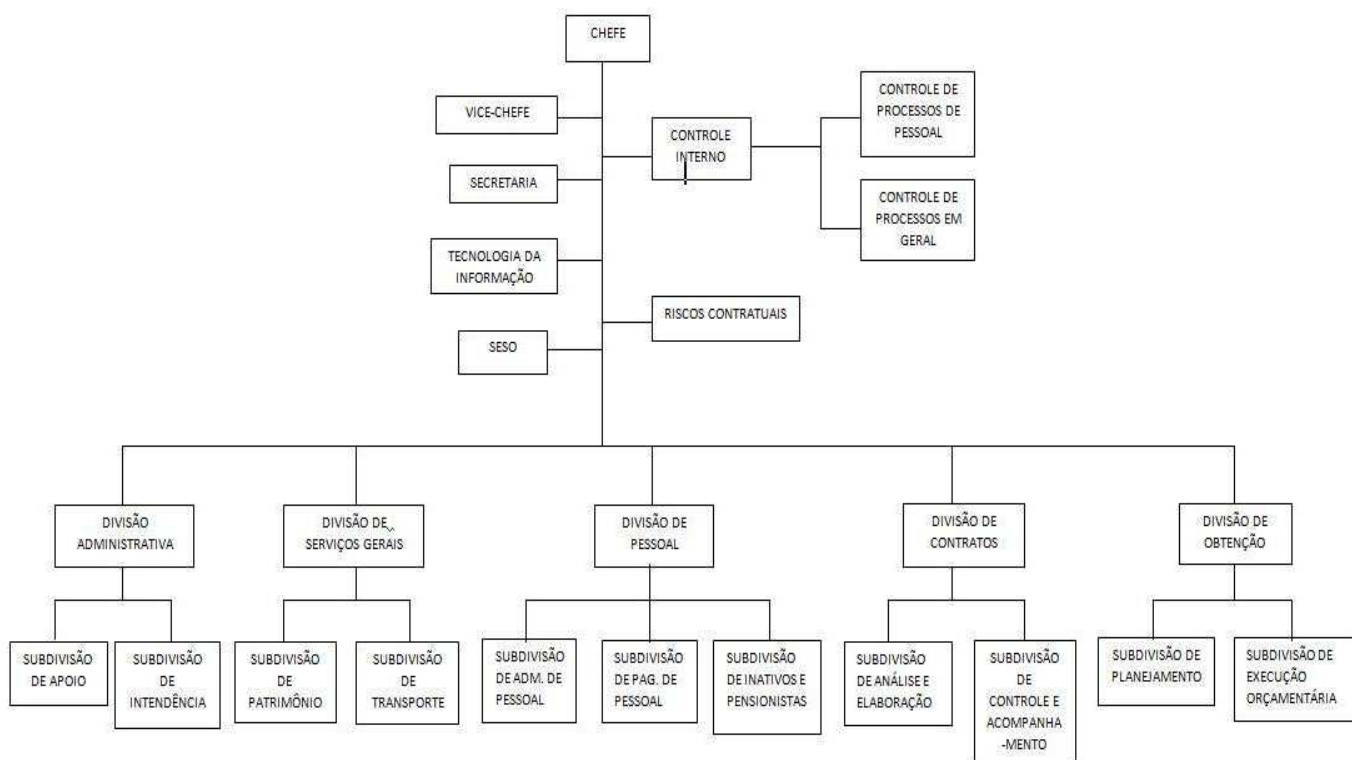 CHEFE
VICE-CHEFE
SECRETARIA
TECNOLOGIA DA
INFORMAÇÃO
SESO
CONTROLE
INTERNO
CONTROLE DE
PROCESSOS DE
PESSOAL
CONTROLE DE
PROCESSOS EM
GERAL
RISCOS CONTRATUAIS
DIVISÃO
ADMINISTRATIVA
DIVISÃO DE
SERVIÇOS GERAIS
DIVISÃO DE
PESSOAL
DIVISÃO DE
CONTRATOS
DIVISÃO DE
OBTENÇÃO
SUBDIVISÃO
DE APOIO
SUBDIVISÃO
DE
INTENDÊNCIA
SUBDIVISÃO
DE
PATRIMÔNIO
SUBDIVISÃO
DE
TRANSPORTE
SUBDIVISÃO
DE ADM. DE
PESSOAL
SUBDIVISÃO
DE PAG. DE
PESSOAL
SUBDIVISÃO
DE INATIVOS E
PENSIONISTAS
SUBDIVISÃO
DE ANÁLISE E
ELABORAÇÃO
SUBDIVISÃO
DE
CONTROLE E
ACOMPANHA
-MENTO
SUBDIVISÃO DE
PLANEJAMENTO
SUBDIVISÃO DE
EXECUÇÃO
ORÇAMENTÁRIA